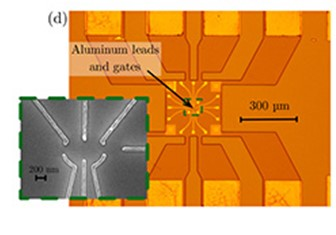 (d)
Aluminum leads
and gates
300 μm
200 nm